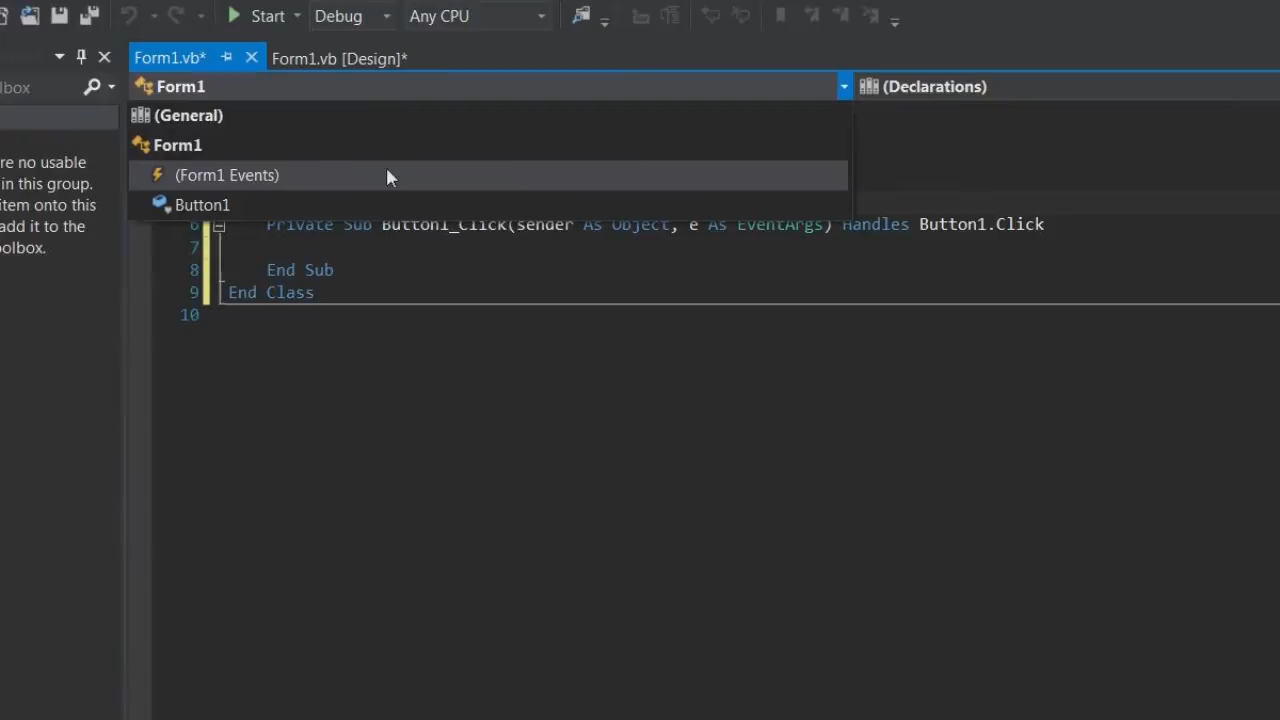 Start Debug Any CPU
Form1.vb* Form1.vb [Design]*
Form1 (Declarations)
(General)
Form1
(Form1 Events)
Button1
re no usable
in this group.
item onto this
add it to the
6 Private Sub Button1_Click(sender As Object, e As EventArgs) Handles Button1.Click
7
8 End Sub
9 End Class
10